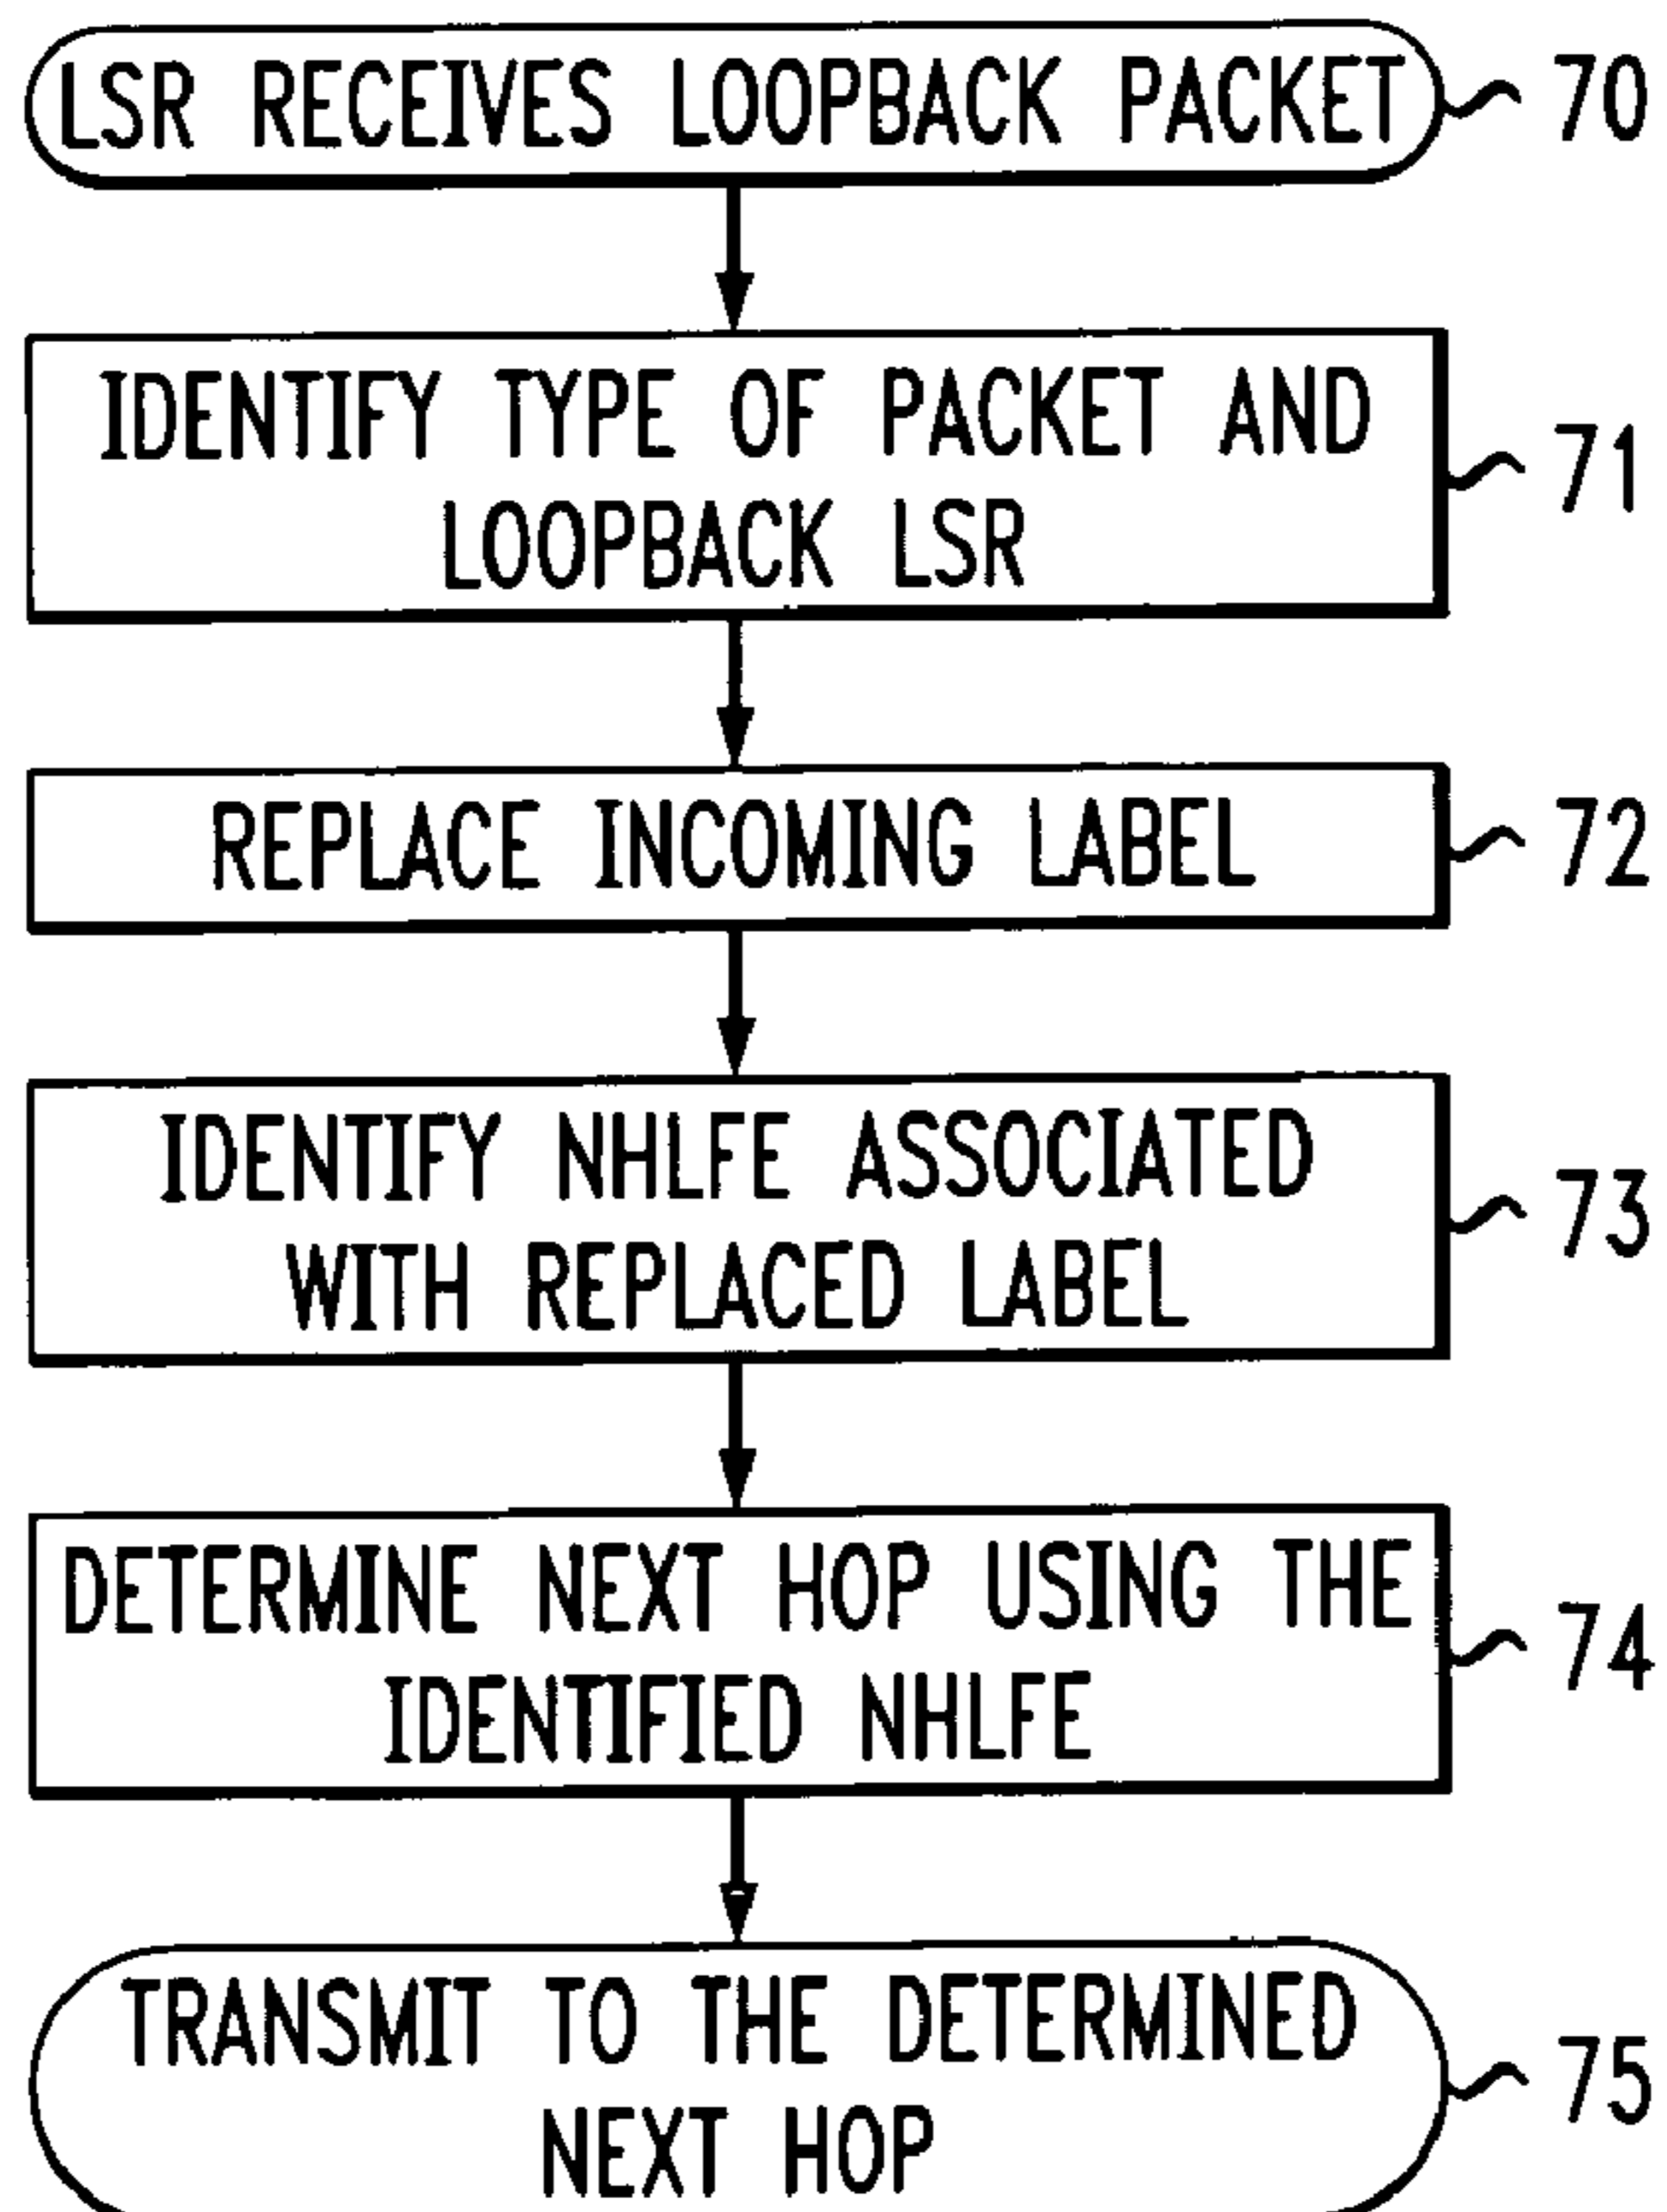 LSR RECEIVES LOOPBACK PACKET
70
IDENTIFY TYPE OF PACKET AND
LOOPBACK LSR
71
REPLACE INCOMING LABEL
72
IDENTIFY NHLFE ASSOCIATED
WITH REPLACED LABEL
73
DETERMINE NEXT HOP USING THE
IDENTIFIED NHLFE
74
TRANSMIT TO THE DETERMINED
NEXT HOP
75